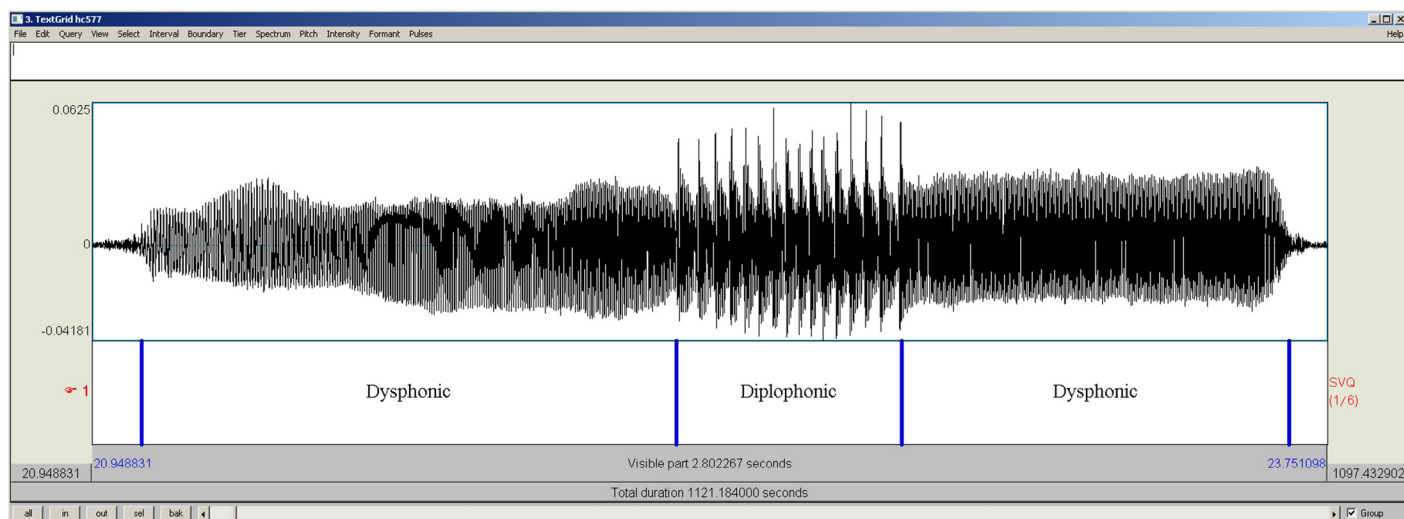 3. TextGrid hc577
File Edit Query View Select Interval Boundary Tier Spectrum Pitch Intensity Formant Pulses Help
0.0625
0
-0.04181
Dysphonic Diplophonic Dysphonic
1
SVQ
(1/6)
20.948831 20.948831 Visible part 2.802267 seconds 23.751098 1097.432902
Total duration 1121.184000 seconds
all in out sel bak Group